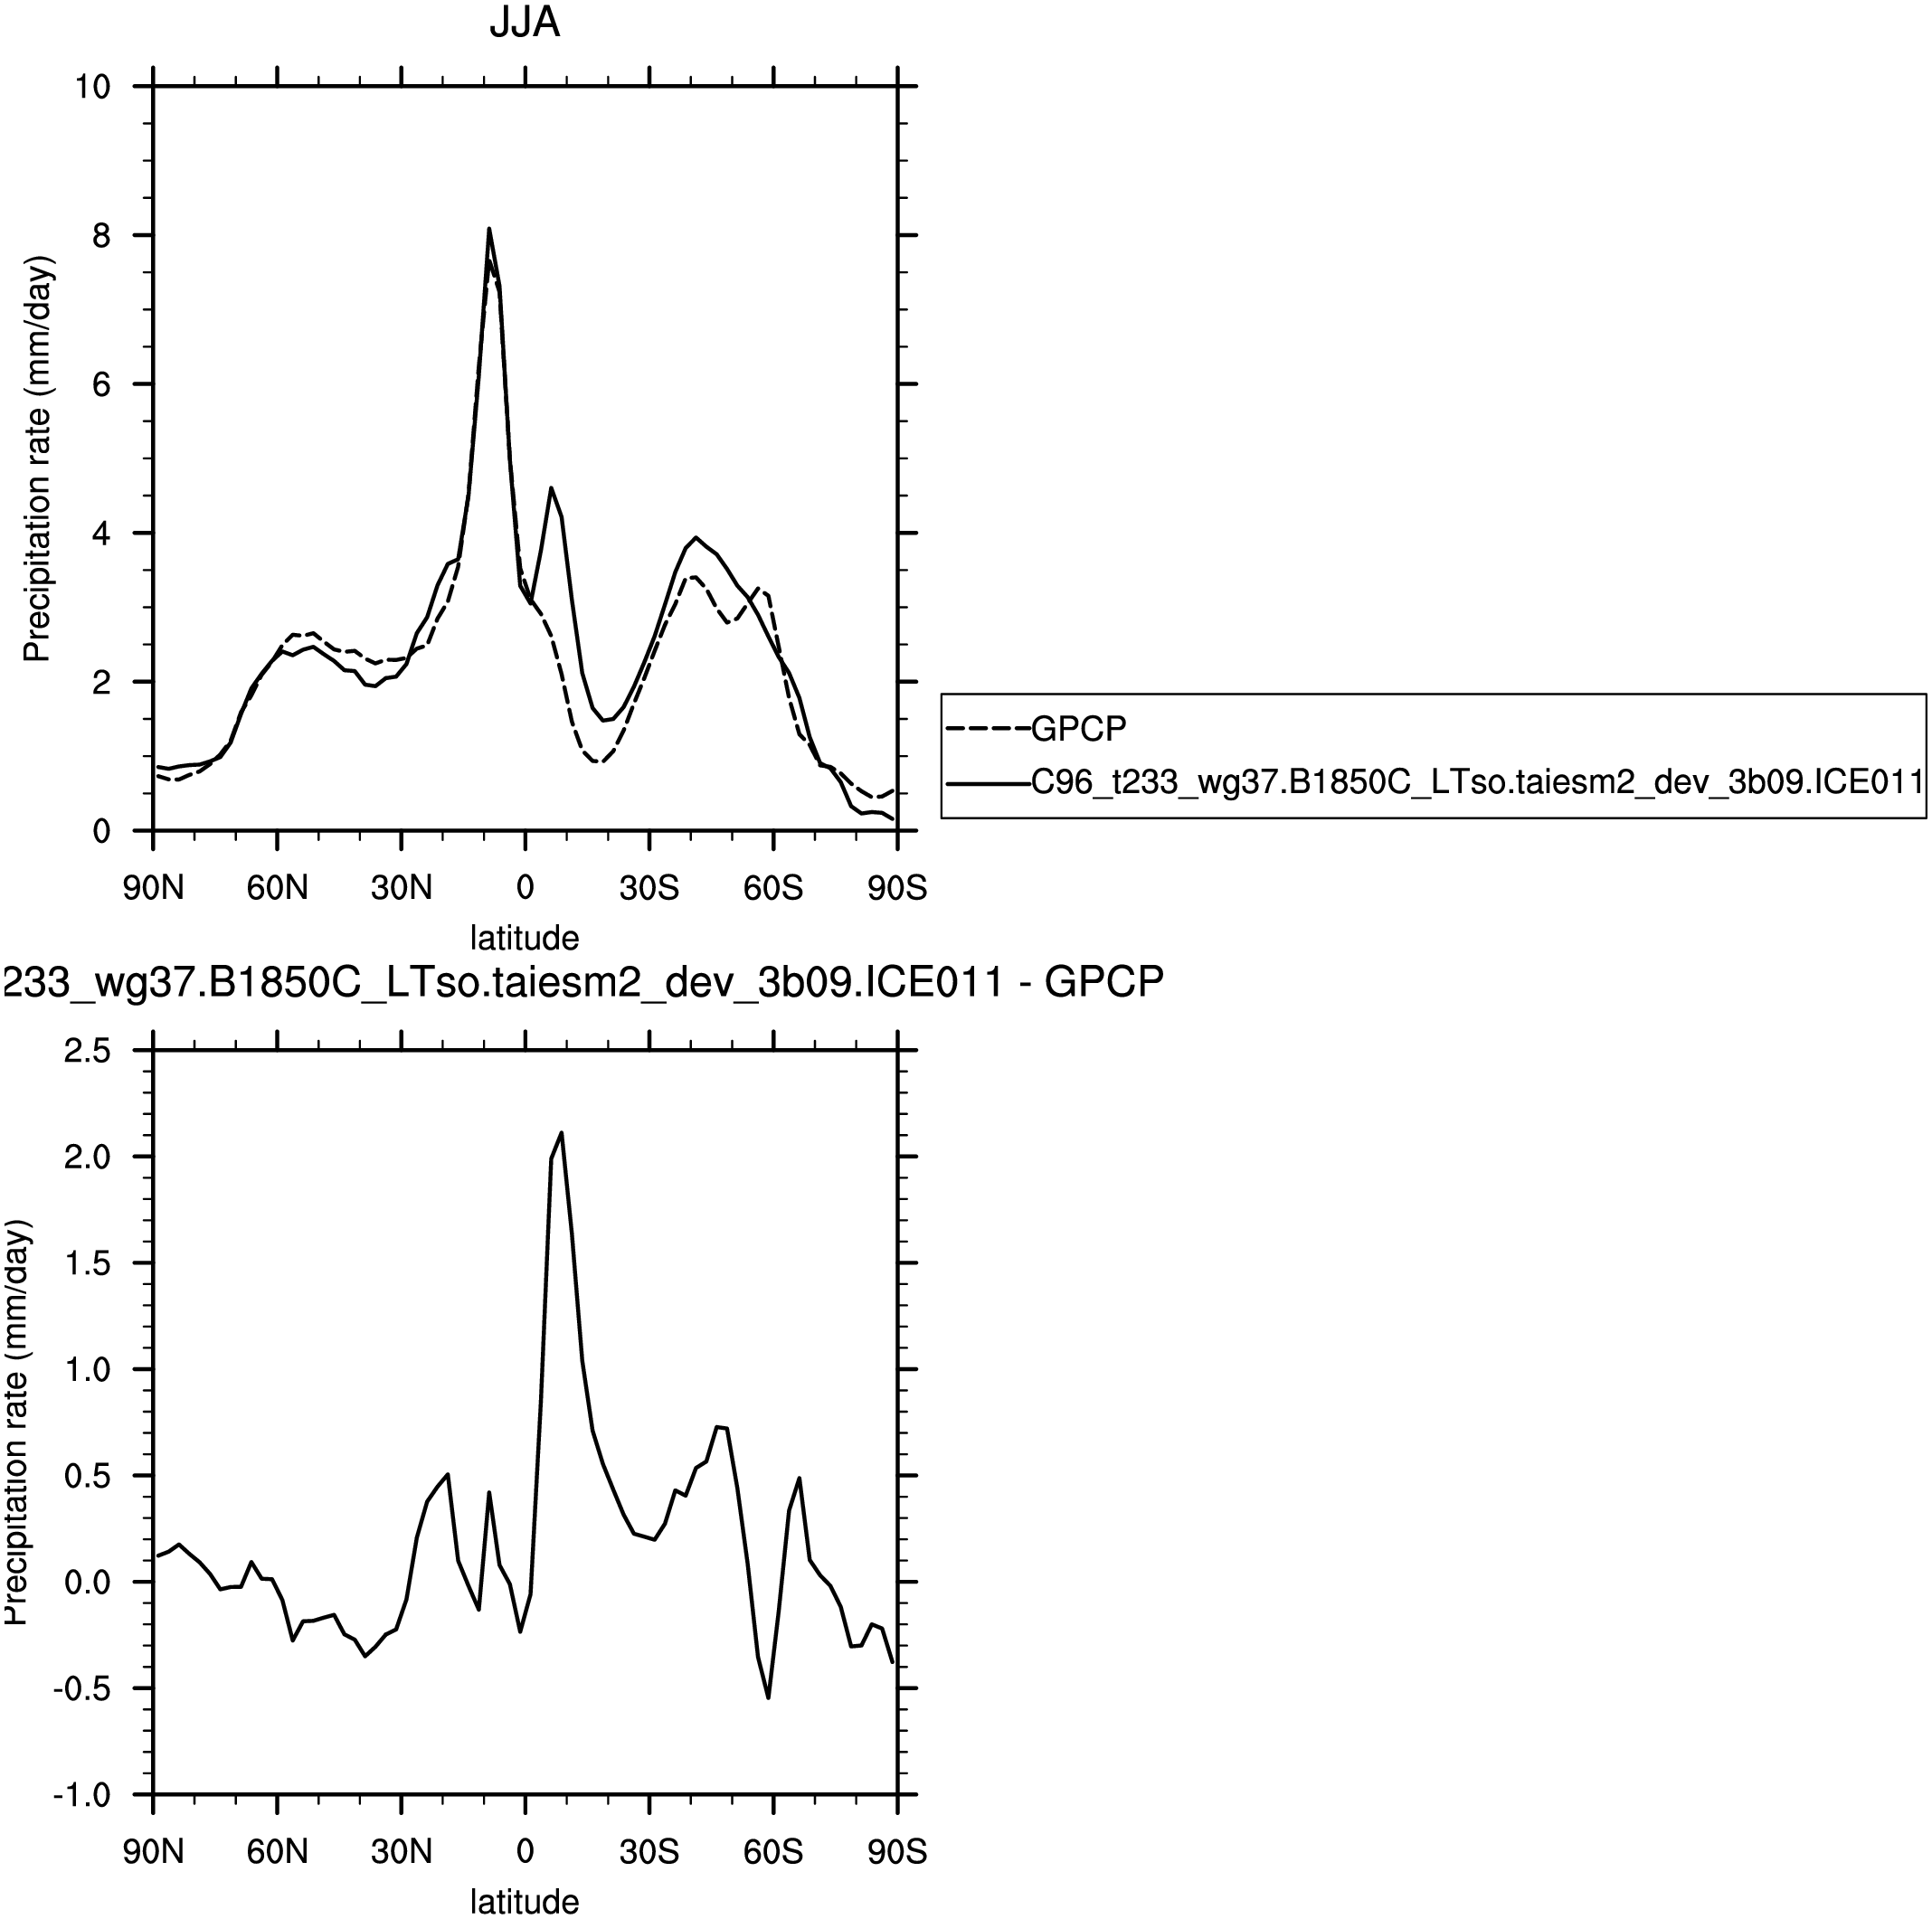 JJA
10
8
6
4
2
0
Precipitation rate (mm/day)
90N 60N 30N 0 30S 60S 90S
latitude
GPCP
C96_t233_wg37.B1850C_LTso.taiesm2_dev_3b09.ICE011
233_wg37.B1850C_LTso.taiesm2_dev_3b09.ICE011 - GPCP
2.5
2.0
1.5
1.0
0.5
0.0
-0.5
-1.0
Precipitation rate (mm/day)
90N 60N 30N 0 30S 60S 90S
latitude